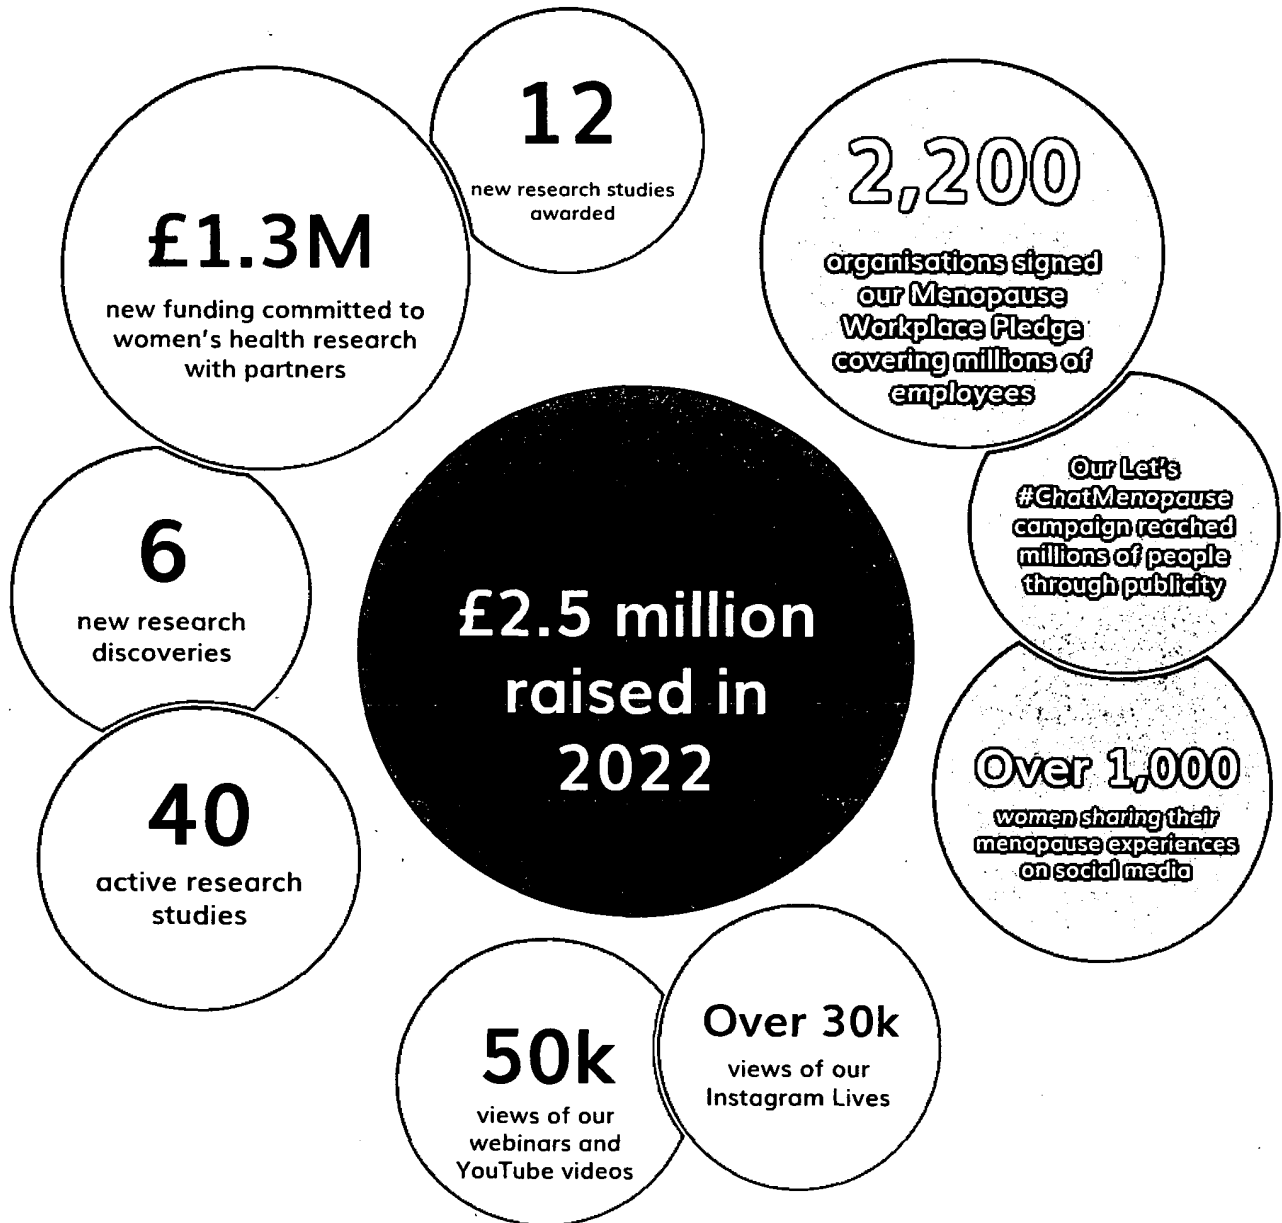 12
new research studies
awarded
£1.3M
new funding committed to
women's health research
with partners
2,200
organisations signed
our Menopause
Workplace Pledge
covering millions of
employees
Our Let's
#ChatMenopause
campaign reached
millions of people
through publicity
6
new research
discoveries
£2.5 million
raised in
2022
Over 1,000
women sharing their
menopause experiences
on social media
40
active research
studies
50k
views of our
webinars and
YouTube videos
Over 30k
views of our
Instagram Lives